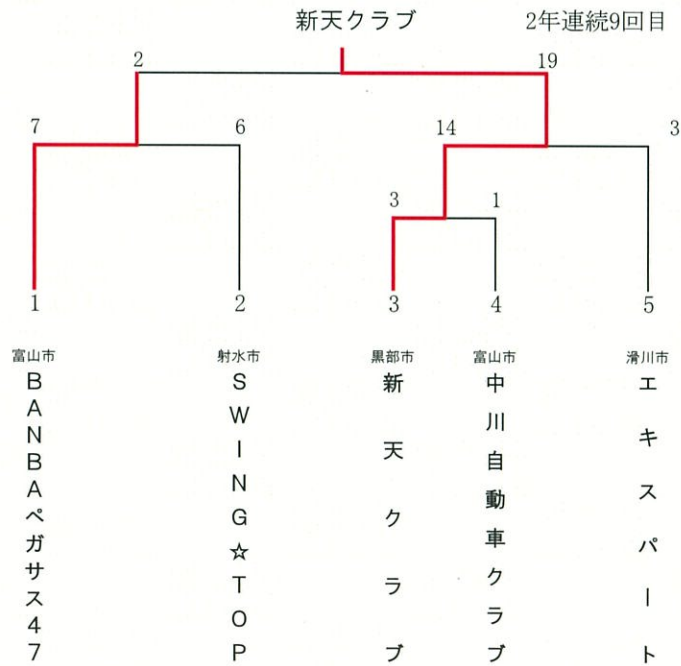 新天クラブ 2年連続9回目
2 19
7 6 14 3
3 1
1 2 3 4 5
富山市 射水市 黒部市 富山市 滑川市
BANBAペガサス47
SWING☆TOP
新天クラブ
中川自動車クラブ
エキスパート